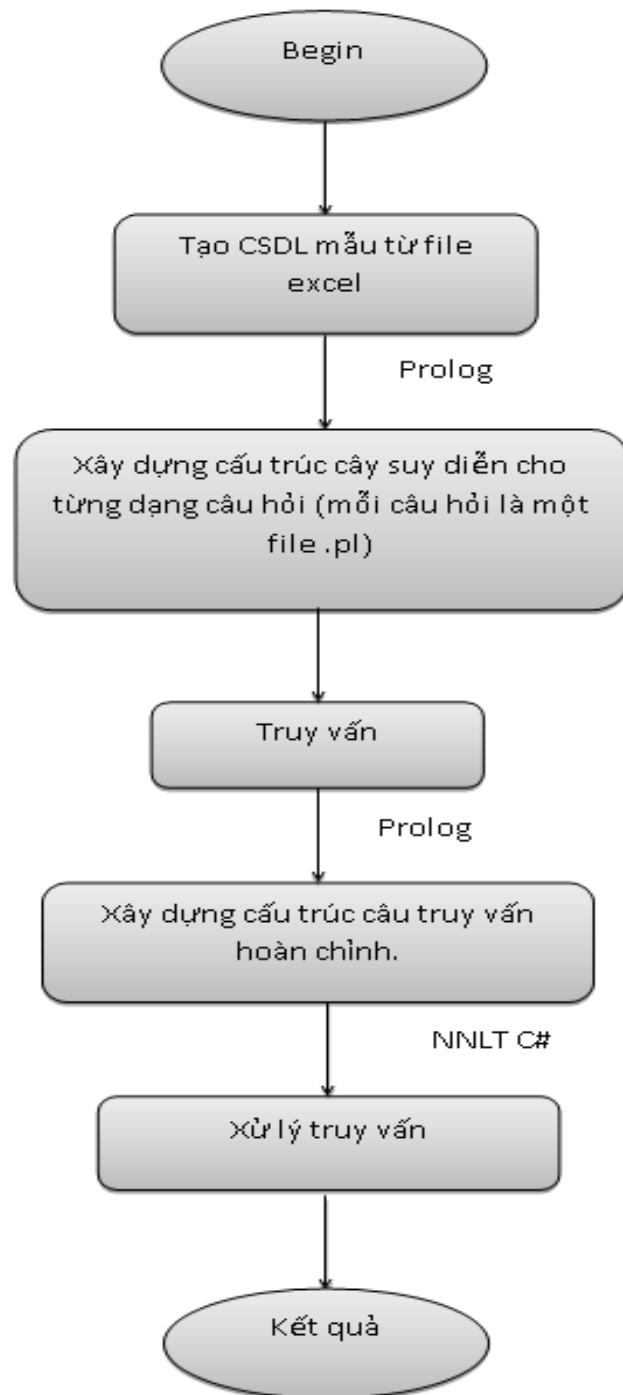 Begin
Tạo CSDL mẫu từ file
excel
Prolog
Xây dựng cấu trúc cây suy diễn cho
từng dạng câu hỏi (mỗi câu hỏi là một
file .pl)
Truy vấn
Prolog
Xây dựng cấu trúc câu truy vấn
hoàn chỉnh.
NNLT C#
Xử lý truy vấn
Kết quả